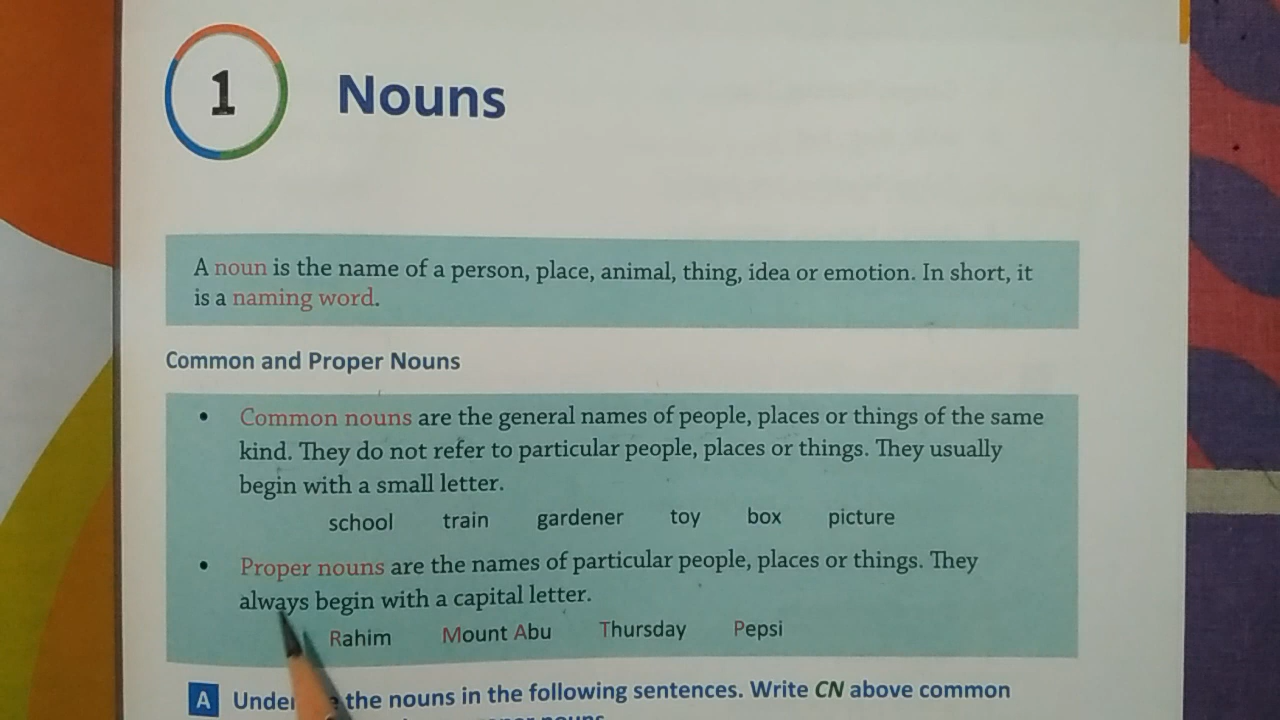 1 Nouns
A noun is the name of a person, place, animal, thing, idea or emotion. In short, it
is a naming word.
Common and Proper Nouns
• Common nouns are the general names of people, places or things of the same
kind. They do not refer to particular people, places or things. They usually
begin with a small letter.
school train gardener toy box picture
• Proper nouns are the names of particular people, places or things. They
always begin with a capital letter.
Rahim Mount Abu Thursday Pepsi
A the nouns in the following sentences. Write CN above common
nouns